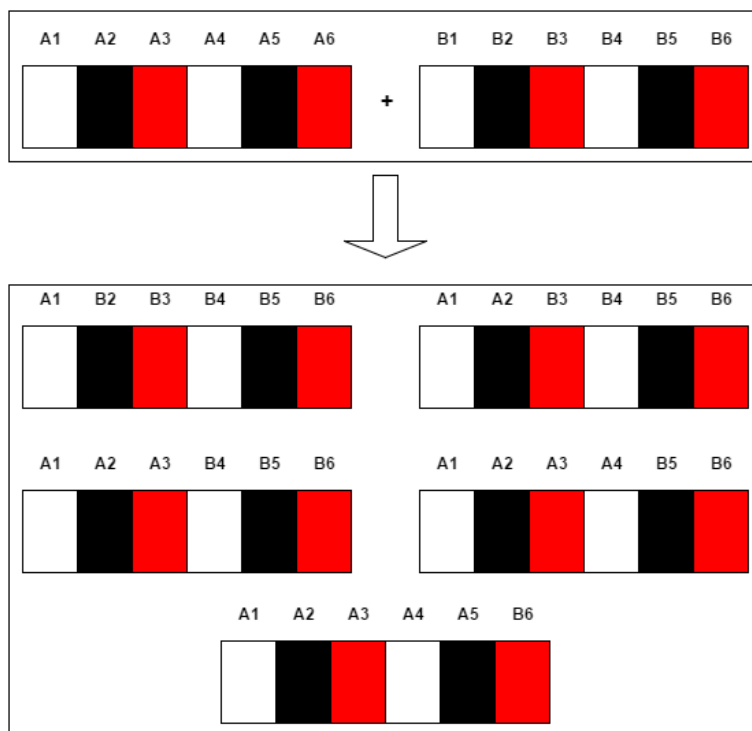 A1 A2 A3 A4 A5 A6 B1 B2 B3 B4 B5 B6
+
A1 B2 B3 B4 B5 B6 A1 A2 B3 B4 B5 B6
A1 A2 A3 B4 B5 B6 A1 A2 A3 A4 B5 B6
A1 A2 A3 A4 A5 B6